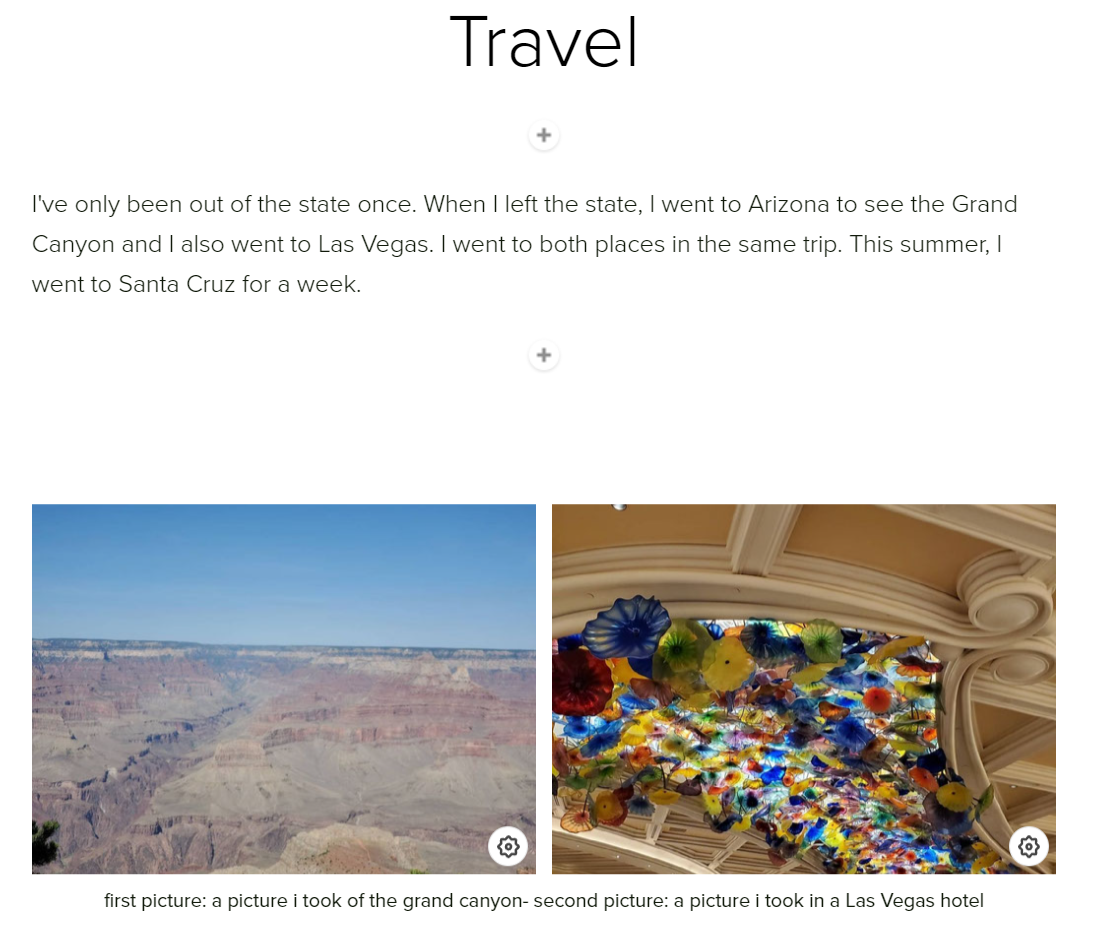 Travel
I've only been out of the state once. When I left the state, I went to Arizona to see the Grand
Canyon and I also went to Las Vegas. I went to both places in the same trip. This summer, I
went to Santa Cruz for a week.
first picture: a picture i took of the grand canyon- second picture: a picture i took in a Las Vegas hotel